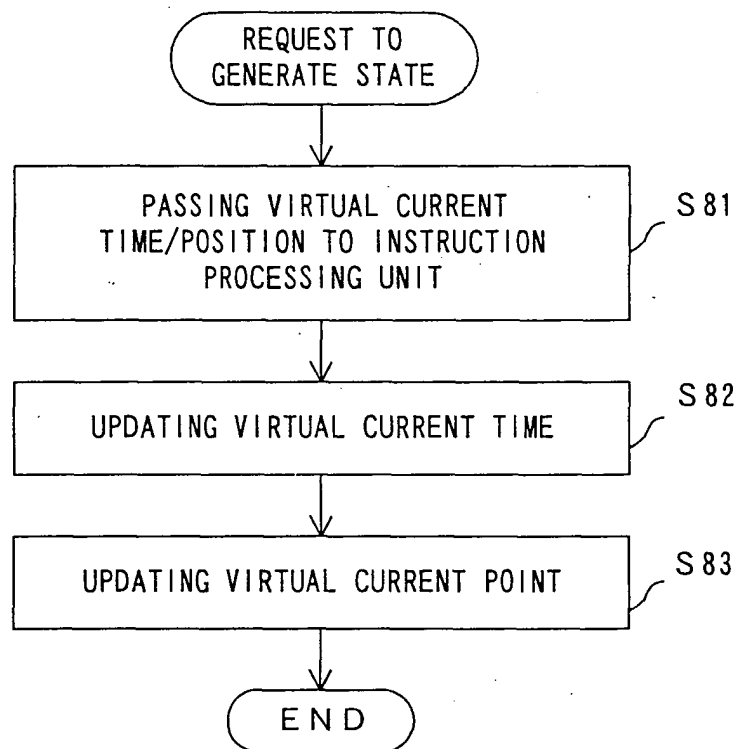 REQUEST TO
GENERATE STATE
PASSING VIRTUAL CURRENT
TIME/POSITION TO INSTRUCTION
PROCESSING UNIT
S81
UPDATING VIRTUAL CURRENT TIME
S82
UPDATING VIRTUAL CURRENT POINT
S83
END